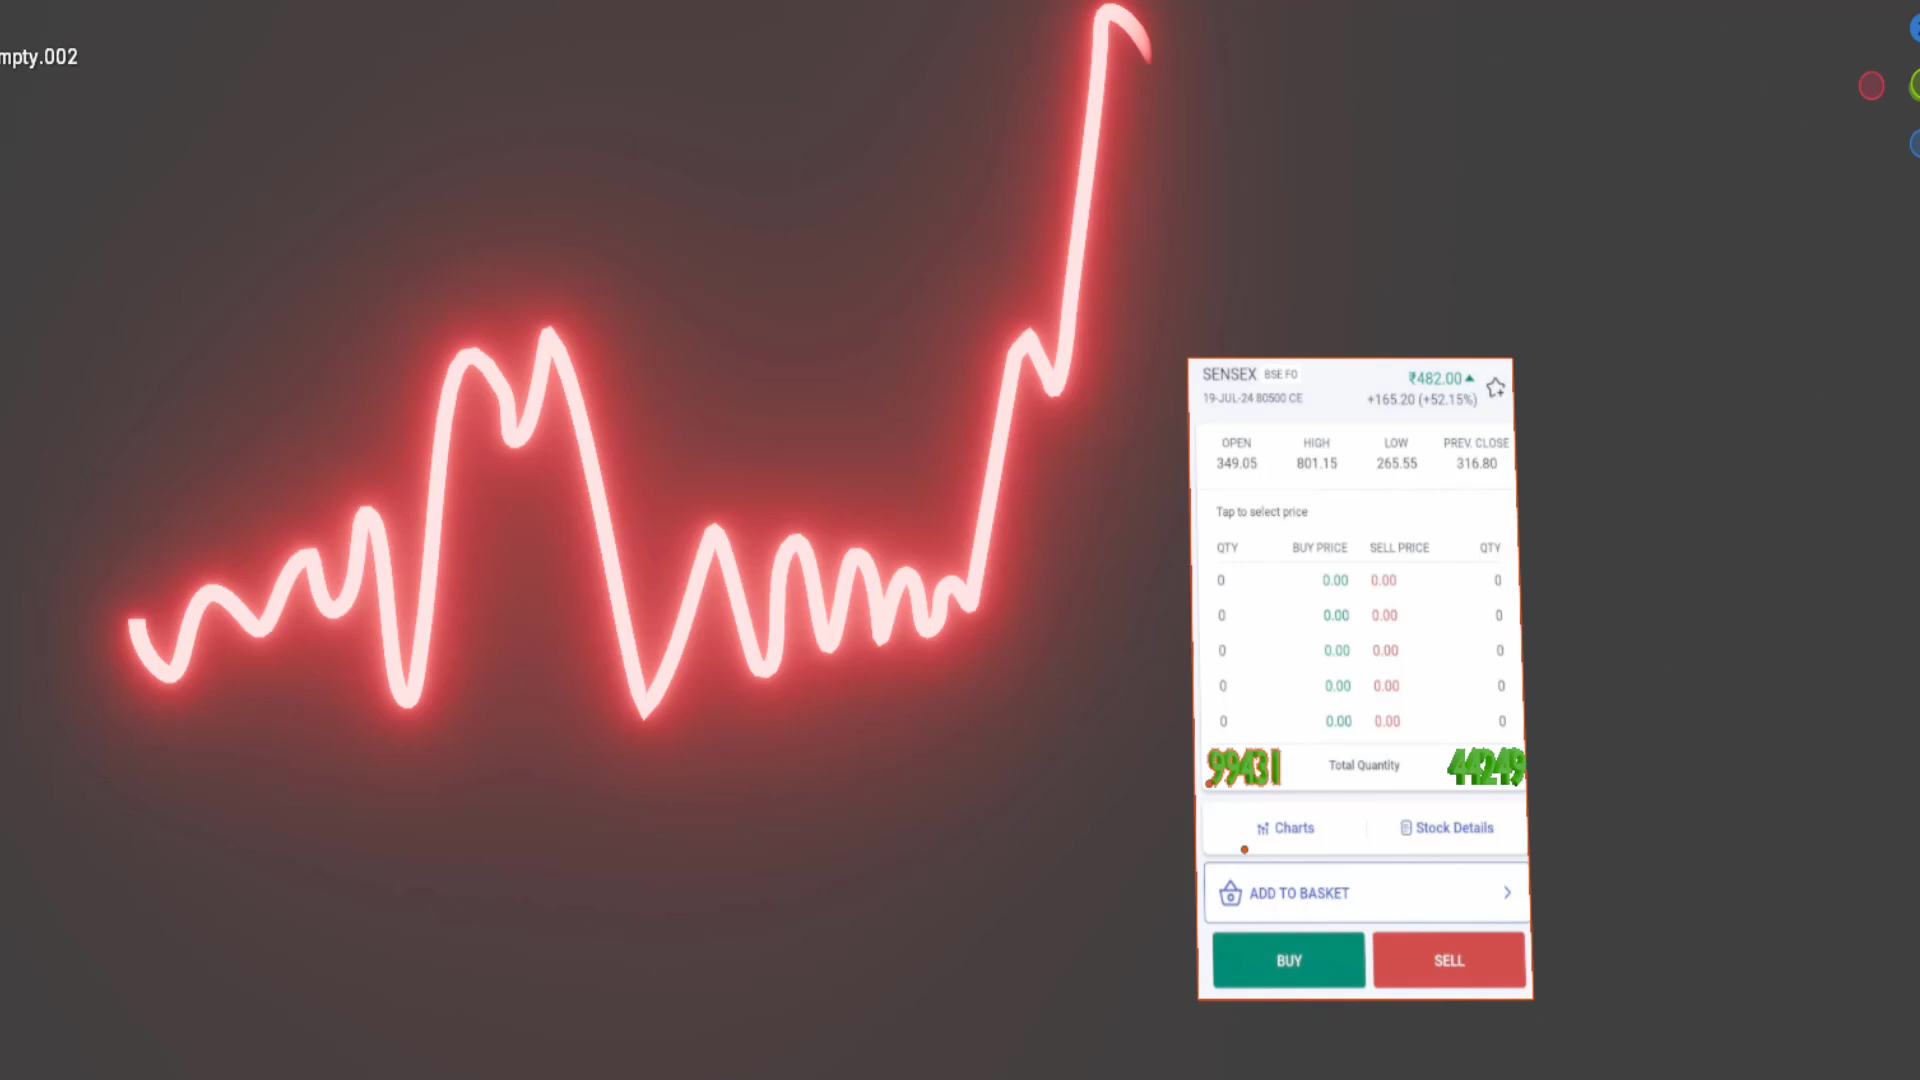 mpty.002
SENSEX BSE FO
₹482.00
19-JUL-24 80500 CE
+165.20 (+52.15%)
OPEN HIGH LOW PREV. CLOSE
349.05 801.15 265.55 316.80
Tap to select price
QTY BUY PRICE SELL PRICE QTY
0 0.00 0.00 0
0 0.00 0.00 0
0 0.00 0.00 0
0 0.00 0.00 0
0 0.00 0.00 0
99431 Total Quantity 44249
Charts Stock Details
ADD TO BASKET
BUY SELL